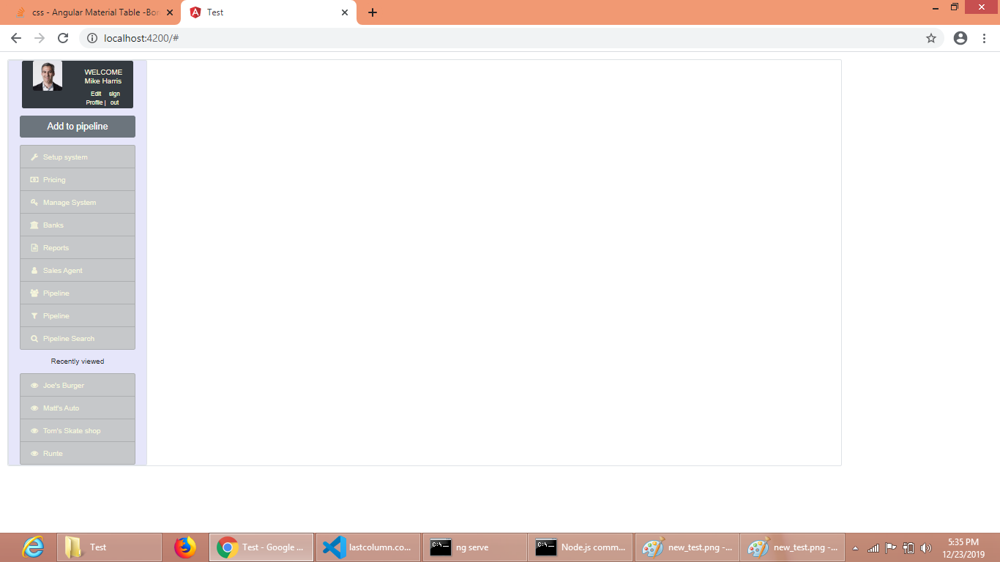 css - Angular Material Table -Bor
Test
localhost:4200/#
WELCOME
Mike Harris
Edit sign
Profile | out
Add to pipeline
Setup system
Pricing
Manage System
Banks
Reports
Sales Agent
Pipeline
Pipeline
Pipeline Search
Recently viewed
Joe's Burger
Matt's Auto
Tom's Skate shop
Runte
Test
Test - Google ...
lastcolumn.co...
ng serve
Node.js comm...
new_test.png -...
new_test.png -...
5:35 PM
12/23/2019